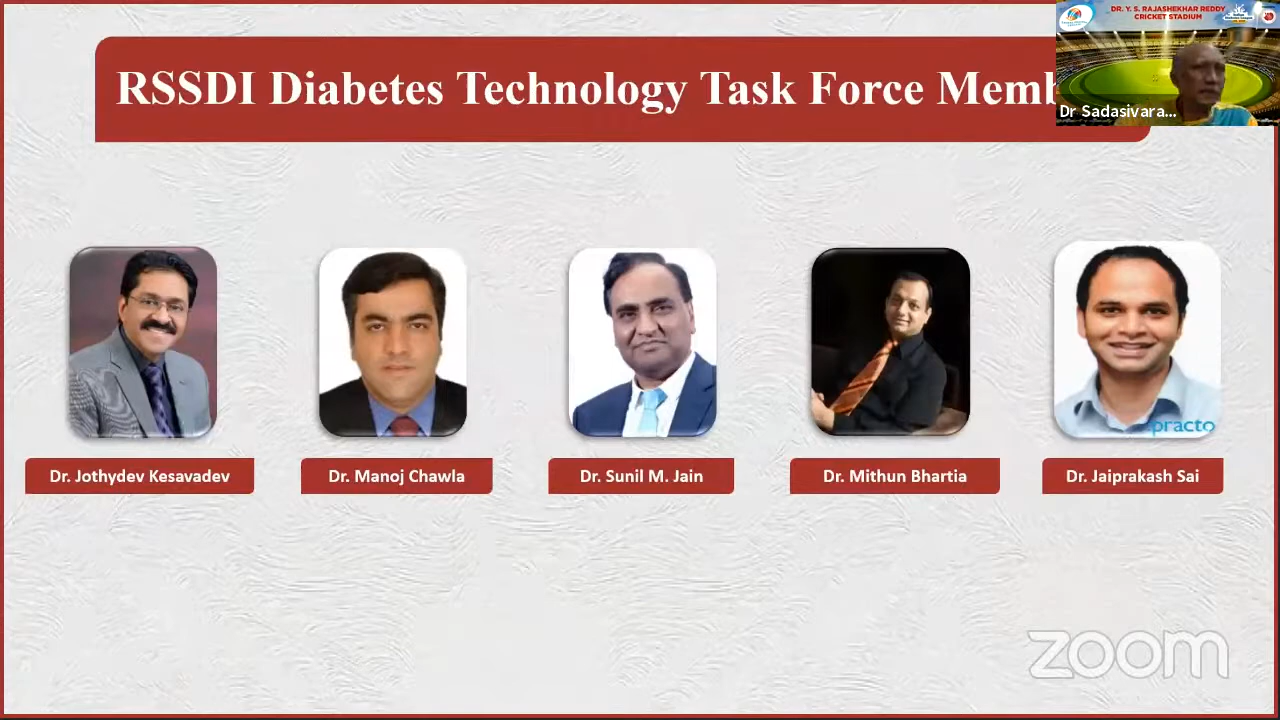 RSSDI Diabetes Technology Task Force Memb
DR. Y. S. RAJASHEKHAR REDDY
CRICKET STADIUM
Dr Sadasivara...
practo
Dr. Jothydev Kesavadev
Dr. Manoj Chawla
Dr. Sunil M. Jain
Dr. Mithun Bhartia
Dr. Jaiprakash Sai
zoom